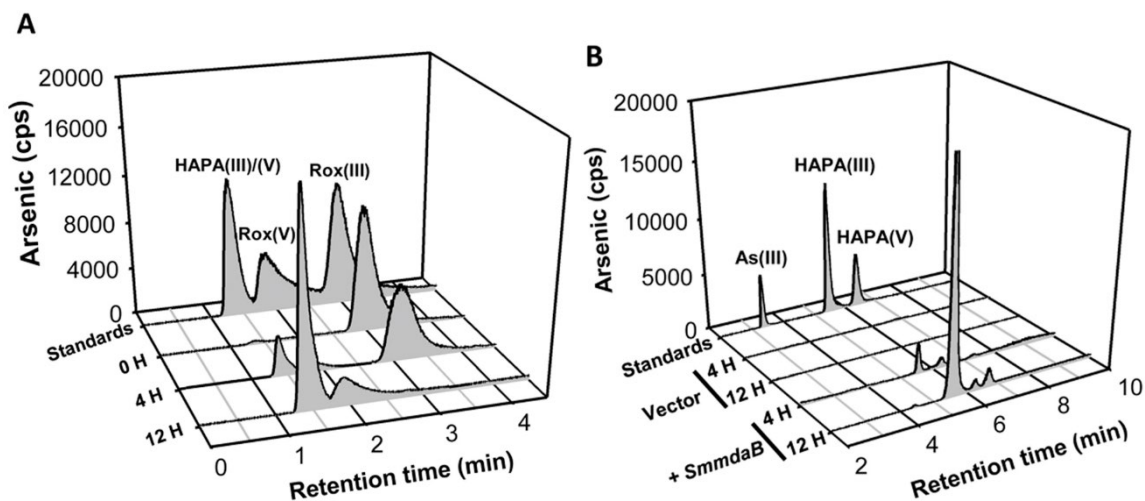 A
20000
16000
12000
8000
4000
0
Arsenic (cps)
HAPA(III)/(V)
Rox(V)
Rox(III)
Standards
0 H
4 H
12 H
0
1
2
3
4
Retention time (min)
B
20000
15000
10000
5000
0
Arsenic (cps)
As(III)
HAPA(III)
HAPA(V)
Standards
4 H
12 H
Vector
4 H
12 H
+ SmmdaB
2
4
6
8
10
Retention time (min)